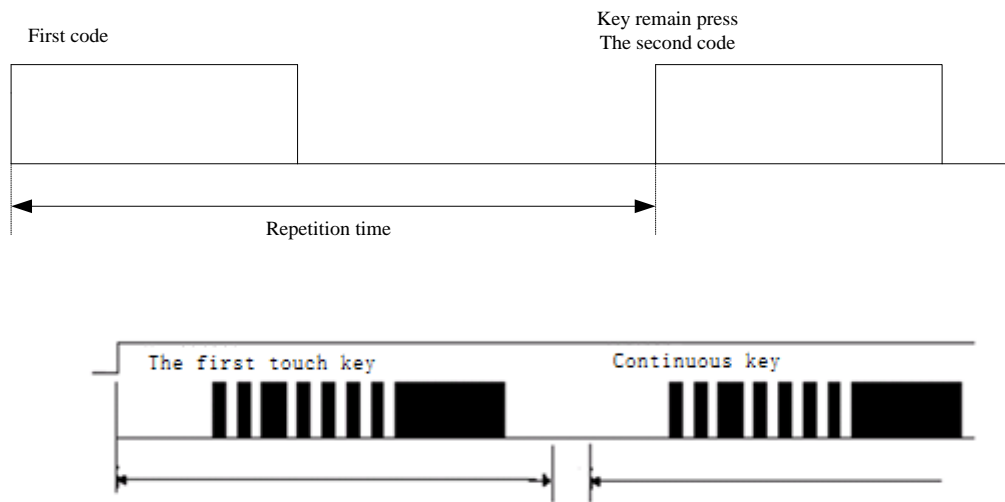 First code
Key remain press
The second code
Repetition time
The first touch key
Continuous key